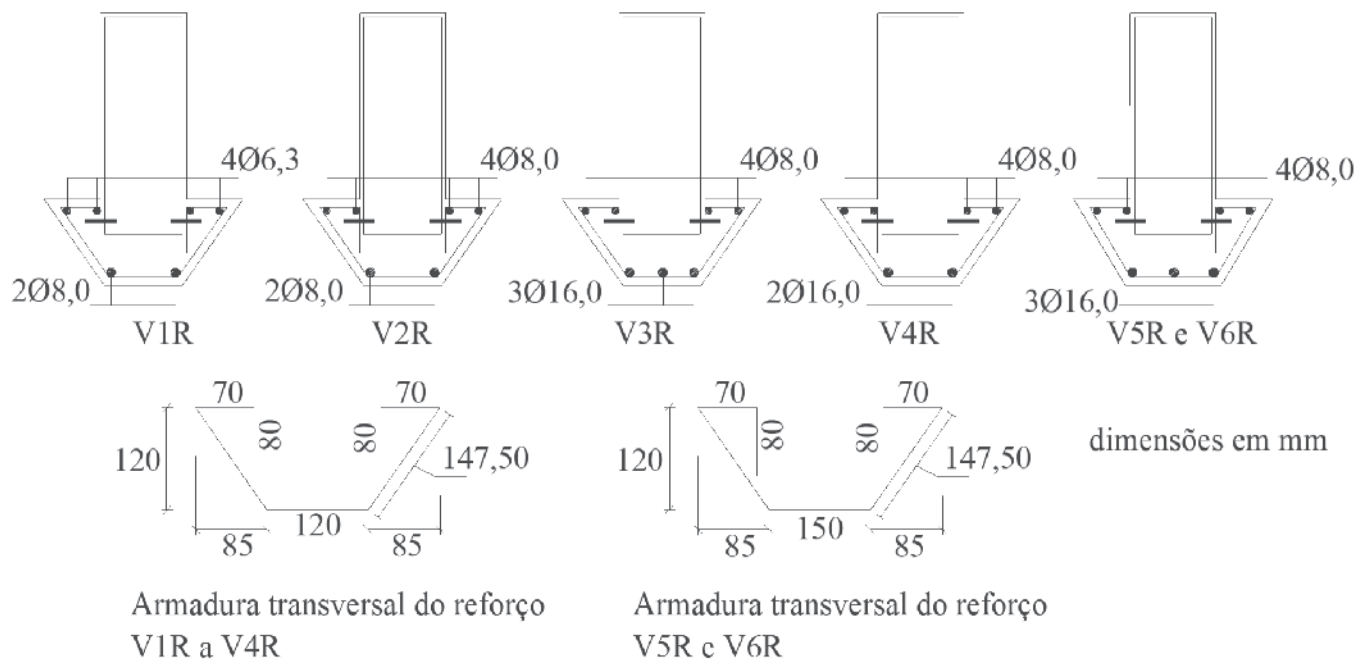 4Ø6,3
4Ø8,0
4Ø8,0
4Ø8,0
4Ø8,0
2Ø8,0
2Ø8,0
3Ø16,0
2Ø16,0
3Ø16,0
V1R
V2R
V3R
V4R
V5R e V6R
70
70
70
70
120
80
80
147,50
120
80
80
147,50
dimensões em mm
85
120
85
85
150
85
Armadura transversal do reforço
V1R a V4R
Armadura transversal do reforço
V5R e V6R